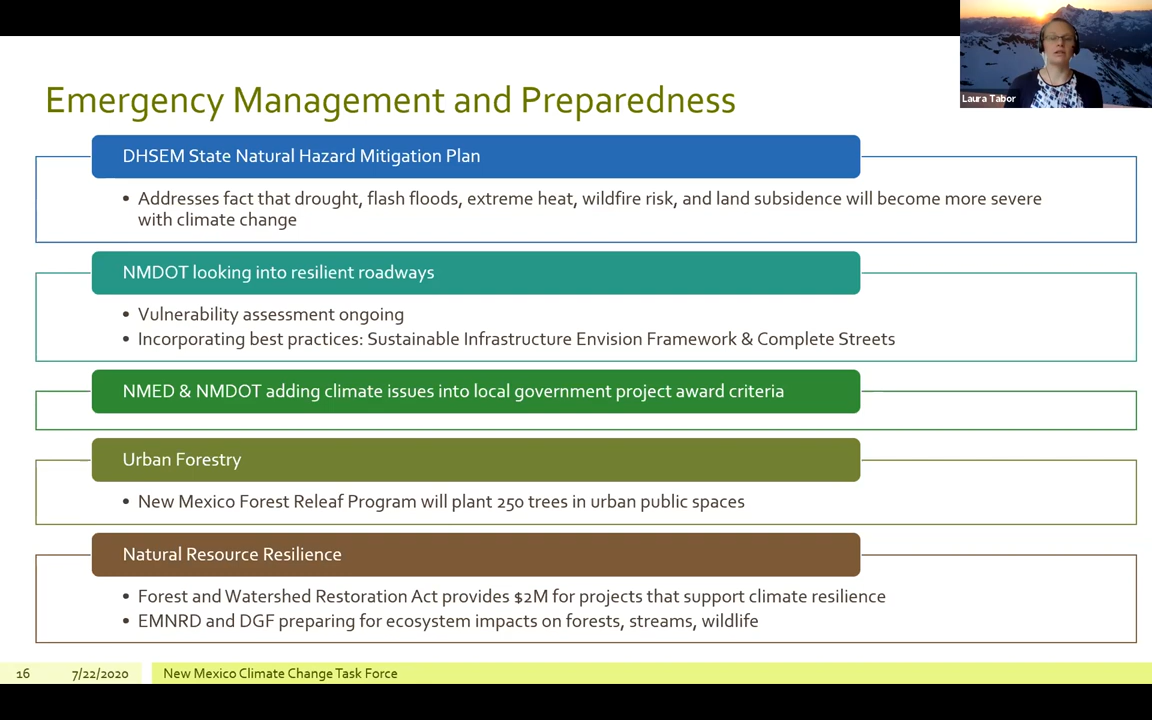 Laura Tabor
Emergency Management and Preparedness
DHSEM State Natural Hazard Mitigation Plan
• Addresses fact that drought, flash floods, extreme heat, wildfire risk, and land subsidence will become more severe
with climate change
NMDOT looking into resilient roadways
• Vulnerability assessment ongoing
• Incorporating best practices: Sustainable Infrastructure Envision Framework & Complete Streets
NMED & NMDOT adding climate issues into local government project award criteria
Urban Forestry
• New Mexico Forest Releaf Program will plant 250 trees in urban public spaces
Natural Resource Resilience
• Forest and Watershed Restoration Act provides $2M for projects that support climate resilience
• EMNRD and DGF preparing for ecosystem impacts on forests, streams, wildlife
16 7/22/2020 New Mexico Climate Change Task Force